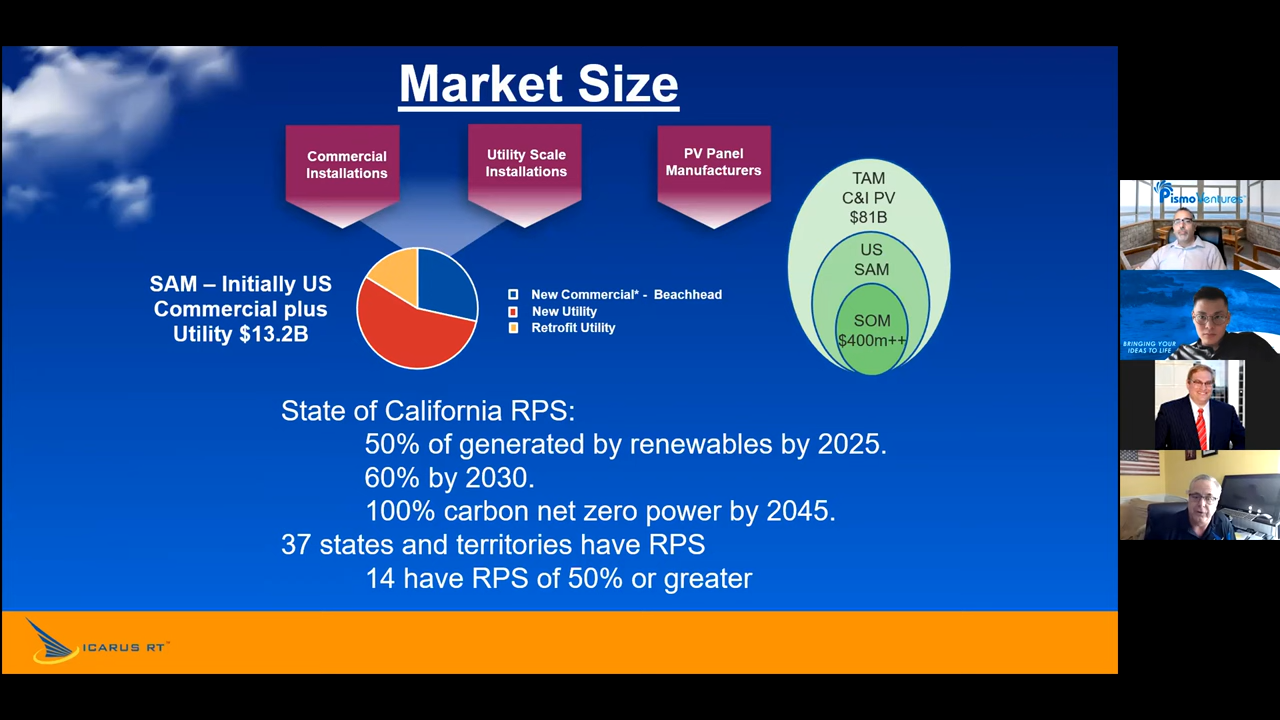 Market Size
Commercial
Installations
Utility Scale
Installations
PV Panel
Manufacturers
TAM
C&I PV
$81B
US
SAM
SOM
$400m++
SAM – Initially US
Commercial plus
Utility $13.2B
New Commercial* - Beachhead
New Utility
Retrofit Utility
State of California RPS:
50% of generated by renewables by 2025.
60% by 2030.
100% carbon net zero power by 2045.
37 states and territories have RPS
14 have RPS of 50% or greater
ICARUS RT™
PismoVentures
BRINGING YOUR
IDEAS TO LIFE